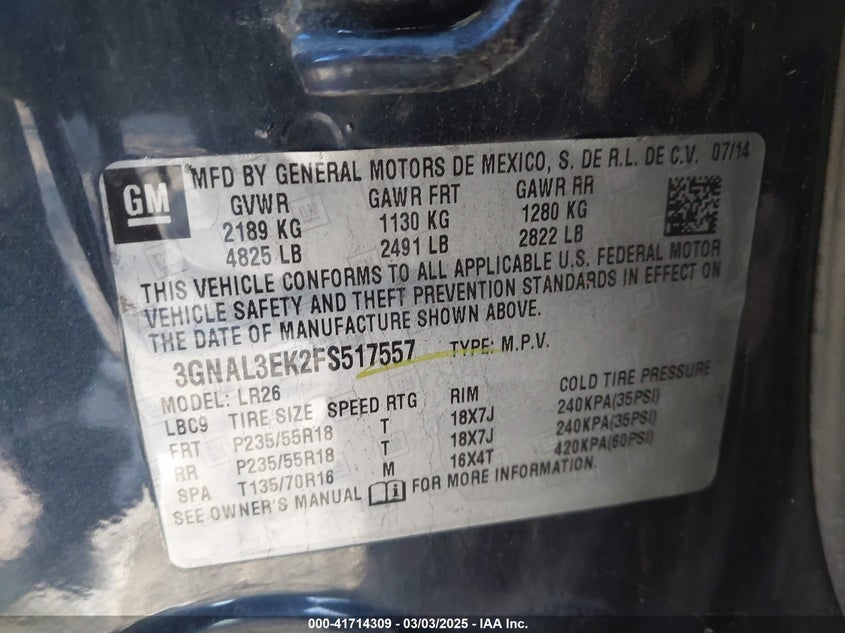 GM
MFD BY GENERAL MOTORS DE MEXICO, S. DE R.L. DE C.V. 07/14
GVWR GAWR FRT GAWR RR
2189 KG 1130 KG 1280 KG
4825 LB 2491 LB 2822 LB
THIS VEHICLE CONFORMS TO ALL APPLICABLE U.S. FEDERAL MOTOR
VEHICLE SAFETY AND THEFT PREVENTION STANDARDS IN EFFECT ON
THE DATE OF MANUFACTURE SHOWN ABOVE.
3GNAL3EK2FS517557 TYPE: M.P.V.
MODEL: LR26
LBC9 TIRE SIZE SPEED RTG RIM COLD TIRE PRESSURE
FRT P235/55R18 T 18X7J 240KPA(35PSI)
RR P235/55R18 T 18X7J 240KPA(35PSI)
SPA T135/70R16 M 16X4T 420KPA(60PSI)
SEE OWNER'S MANUAL FOR MORE INFORMATION.
000-41714309 | 03/03/2025 - IAA Inc.